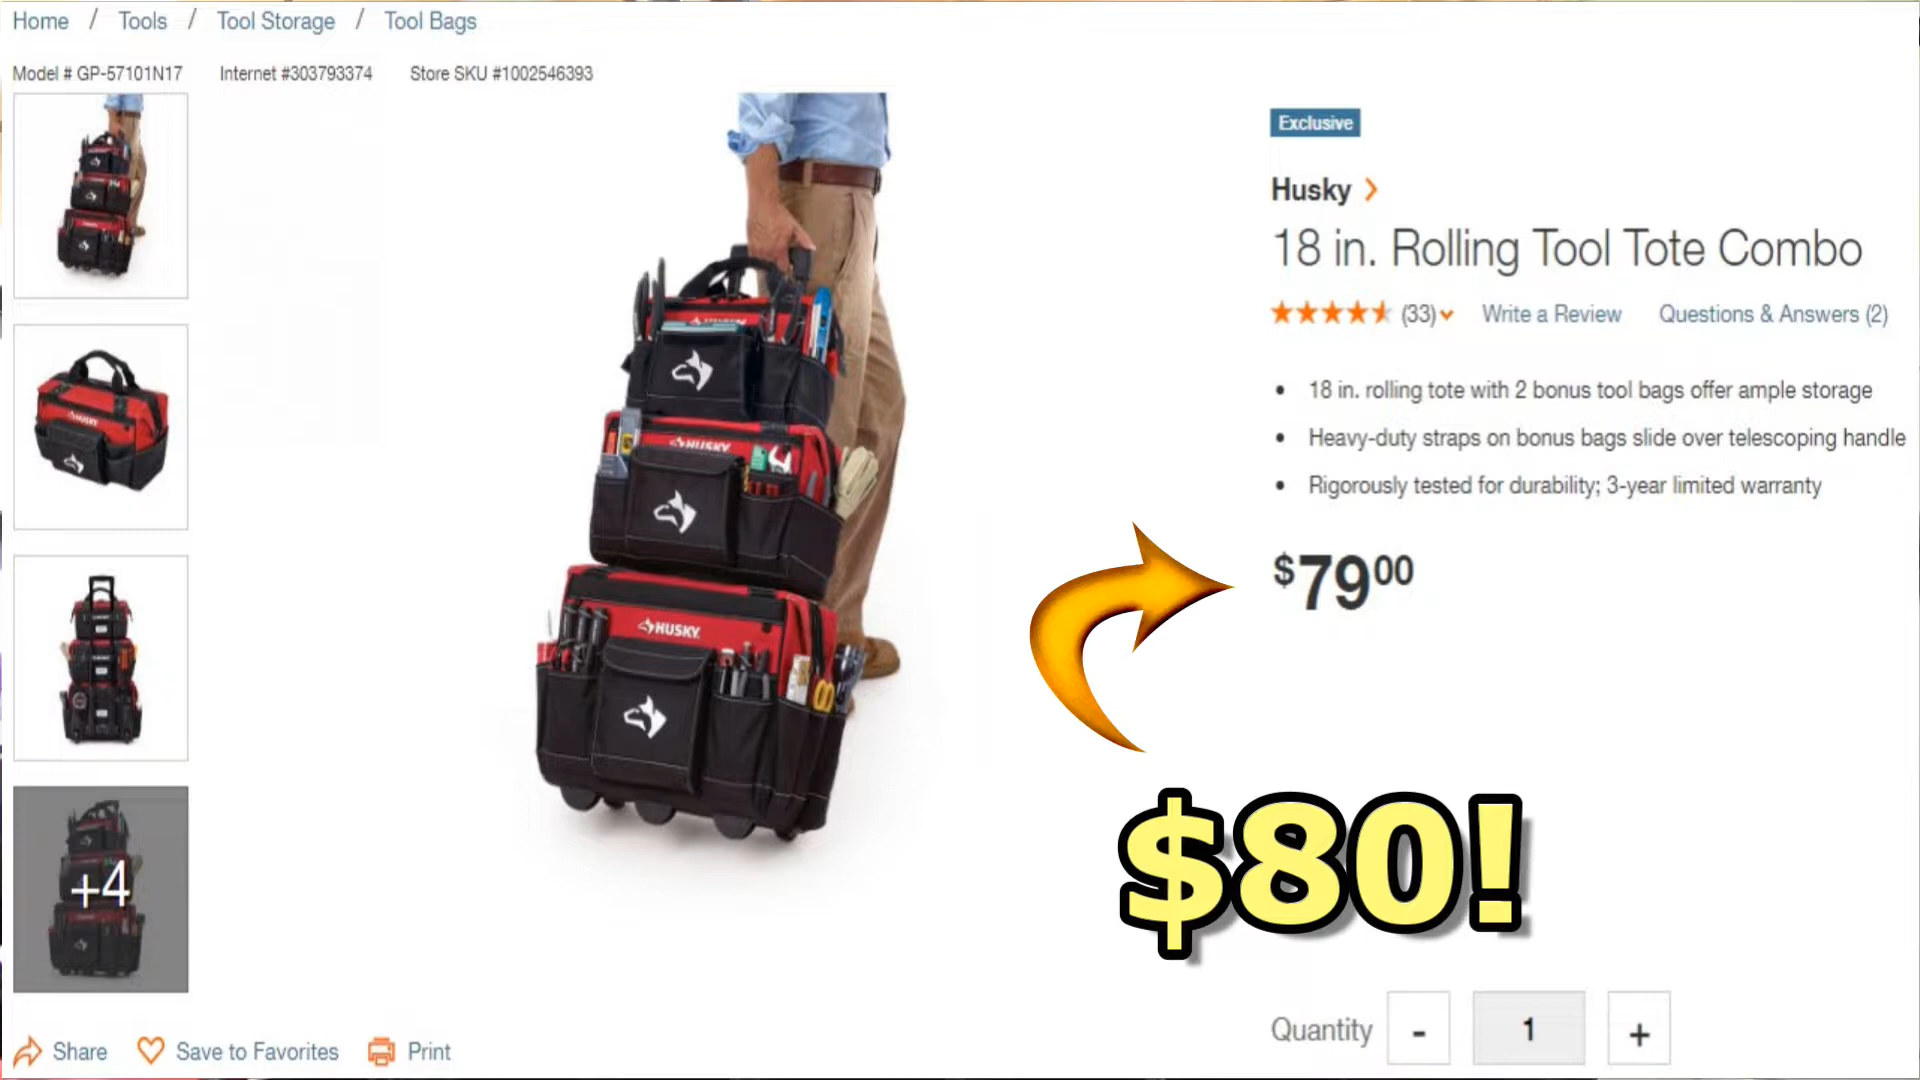 Home / Tools / Tool Storage / Tool Bags
Model # GP-57101N17 Internet #303793374 Store SKU #1002546393
Exclusive
Husky
18 in. Rolling Tool Tote Combo
(33) Write a Review Questions & Answers (2)
• 18 in. rolling tote with 2 bonus tool bags offer ample storage
• Heavy-duty straps on bonus bags slide over telescoping handle
• Rigorously tested for durability; 3-year limited warranty
$7900
$80!
HUSKY
HUSKY
HUSKY
HUSKY
+4
Quantity - 1 +
Share Save to Favorites Print